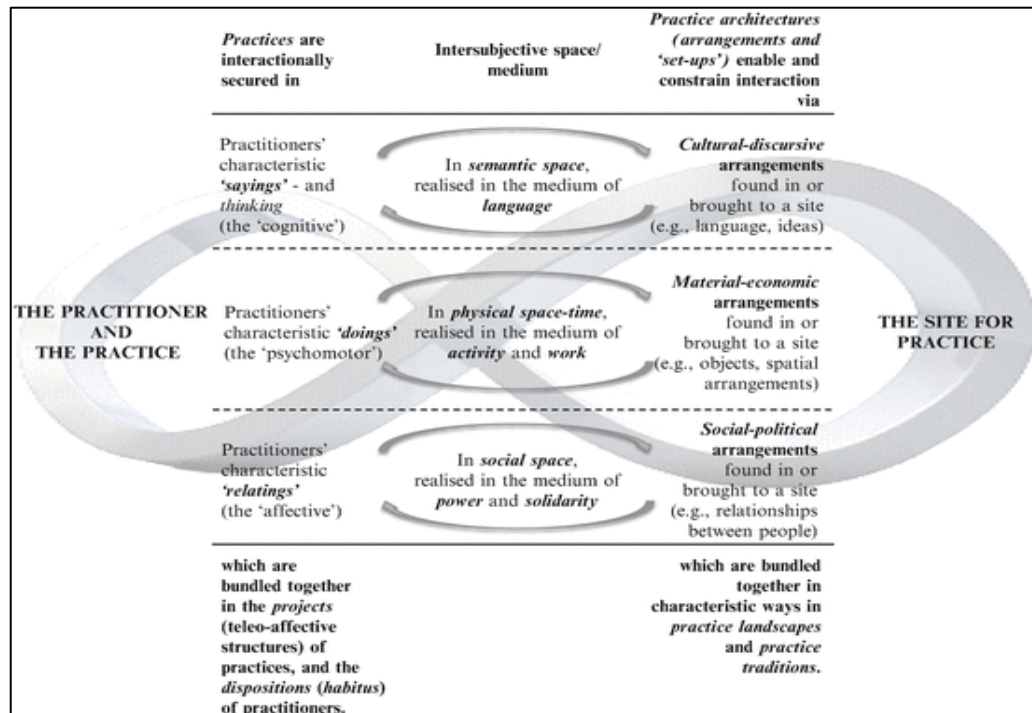 Practices are
interactionally
secured in
Intersubjective space/
medium
Practice architectures
(arrangements and
‘set-ups’) enable and
constrain interaction
via
THE PRACTITIONER
AND
THE PRACTICE
Practitioners’
characteristic
‘sayings’ - and
thinking
(the ‘cognitive’)
In semantic space,
realised in the medium of
language
Cultural-discursive
arrangements
found in or
brought to a site
(e.g., language, ideas)
Practitioners’
characteristic ‘doings’
(the ‘psychomotor’)
In physical space-time,
realised in the medium of
activity and work
Material-economic
arrangements
found in or
brought to a site
(e.g., objects, spatial
arrangements)
Practitioners’
characteristic
‘relatings’
(the ‘affective’)
In social space,
realised in the medium of
power and solidarity
Social-political
arrangements
found in or
brought to a site
(e.g., relationships
between people)
THE SITE FOR
PRACTICE
which are
bundled together
in the projects
(teleo-affective
structures) of
practices, and the
dispositions (habitus)
of practitioners.
which are bundled
together in
characteristic ways in
practice landscapes
and practice
traditions.